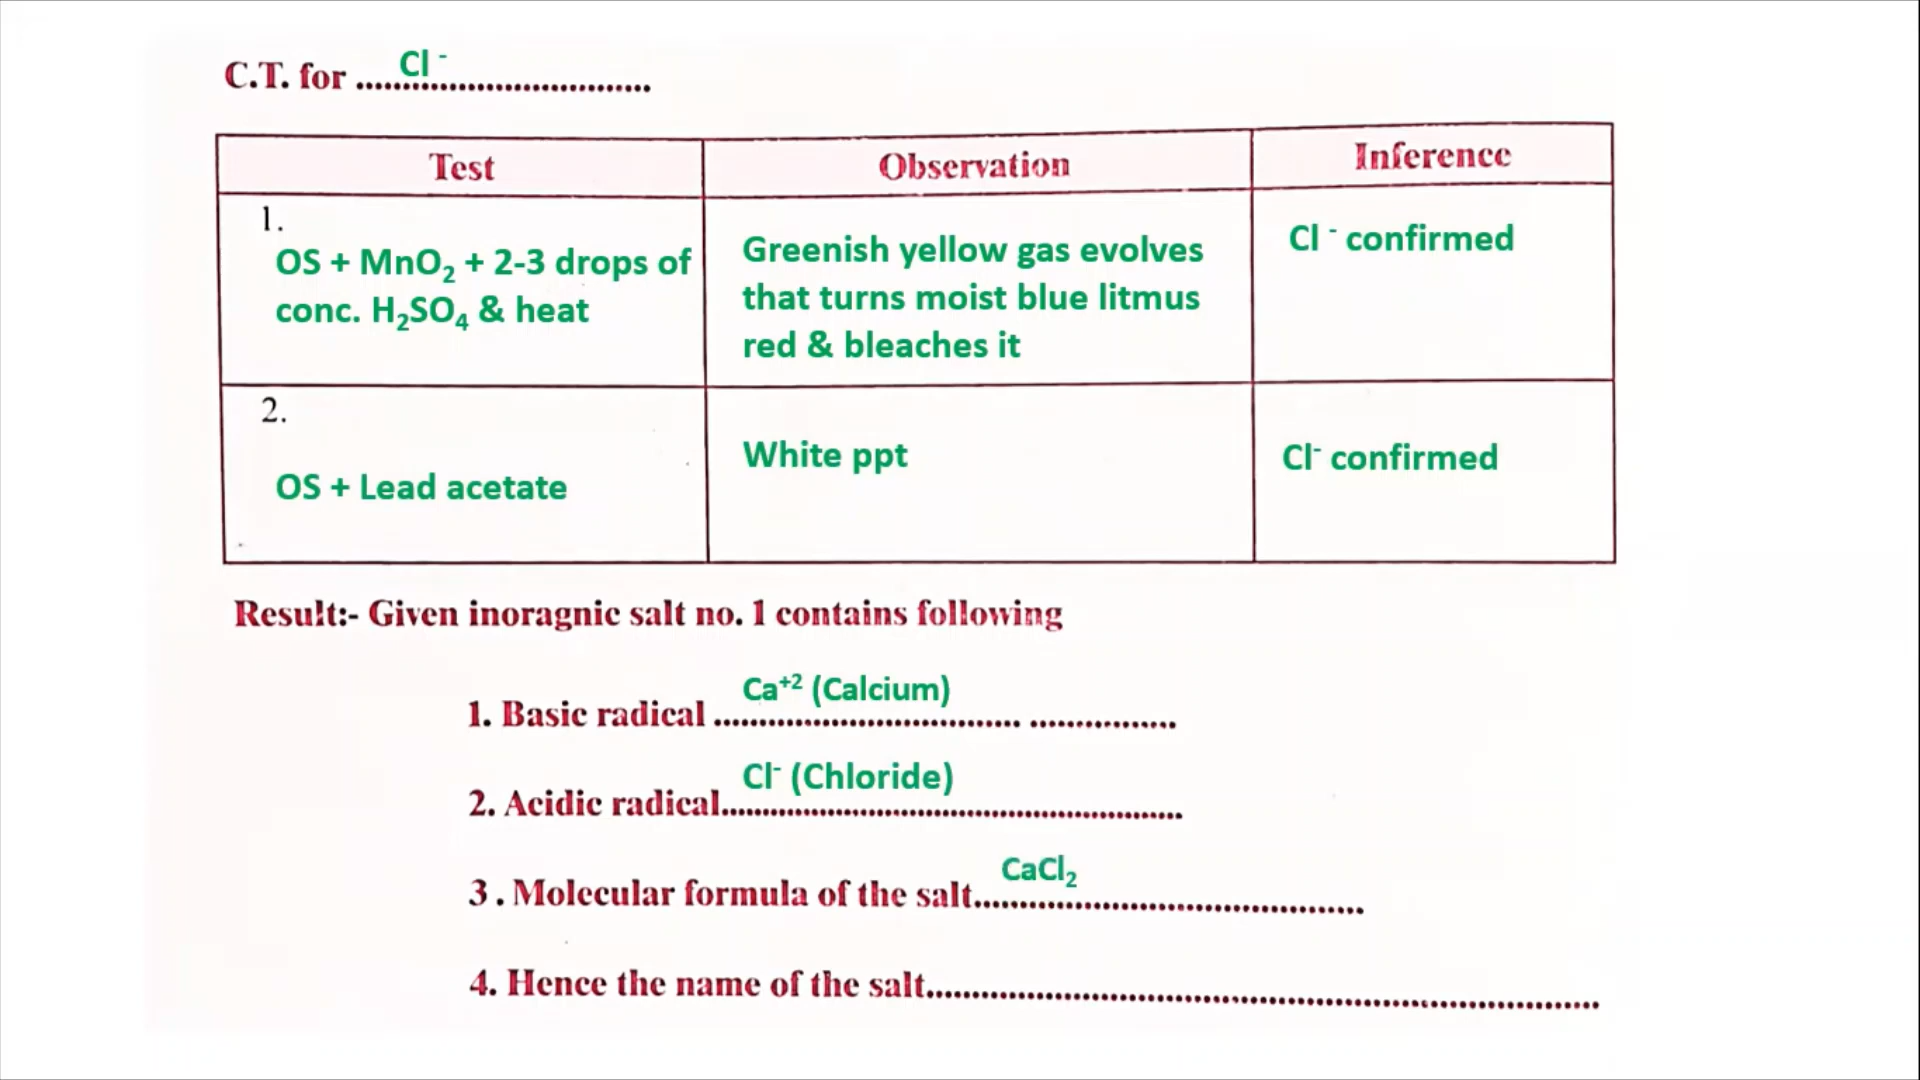 C.T. for .... Cl - ..............................
Test Observation Inference
1.
OS + MnO₂ + 2-3 drops of
conc. H₂SO₄ & heat
Greenish yellow gas evolves
that turns moist blue litmus
red & bleaches it
Cl - confirmed
2.
OS + Lead acetate
White ppt
Cl⁻ confirmed
Result:- Given inoragnic salt no. 1 contains following
1. Basic radical .......... Ca⁺² (Calcium) ..........
2. Acidic radical.......... Cl⁻ (Chloride) ..........
3. Molecular formula of the salt.......... CaCl₂ ..........
4. Hence the name of the salt..............................